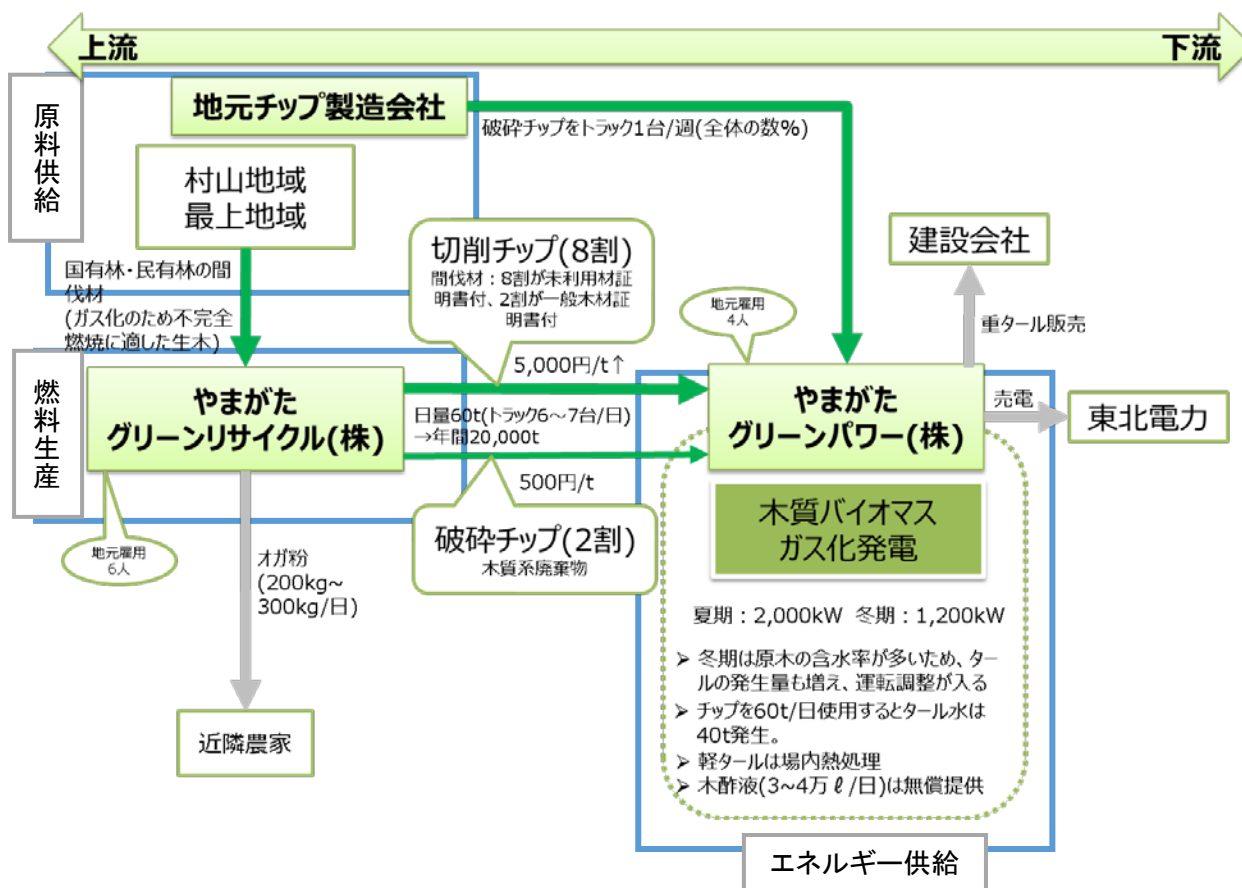 上流
下流
原料供給
地元チップ製造会社
破砕チップをトラック1台/週(全体の数%)
村山地域
最上地域
国有林・民有林の間
伐材
(ガス化のため不完全
燃焼に適した生木)
切削チップ(8割)
間伐材：8割が未利用材証
明書付、2割が一般木材証
明書付
建設会社
地元雇用
4人
重タール販売
5,000円/t↑
燃料生産
やまがた
グリーンリサイクル(株)
日量60t(トラック6～7台/日)
→年間20,000t
500円/t
やまがた
グリーンパワー(株)
売電
東北電力
破砕チップ(2割)
木質系廃棄物
地元雇用
6人
オガ粉
(200kg~
300kg/日)
近隣農家
木質バイオマス
ガス化発電
夏期：2,000kW 冬期：1,200kW
➢ 冬期は原木の含水率が多いため、ター
ルの発生量も増え、運転調整が入る
➢ チップを60t/日使用するとタール水は
40t発生。
➢ 軽タールは場内熱処理
➢ 木酢液(3~4万ℓ/日)は無償提供
エネルギー供給